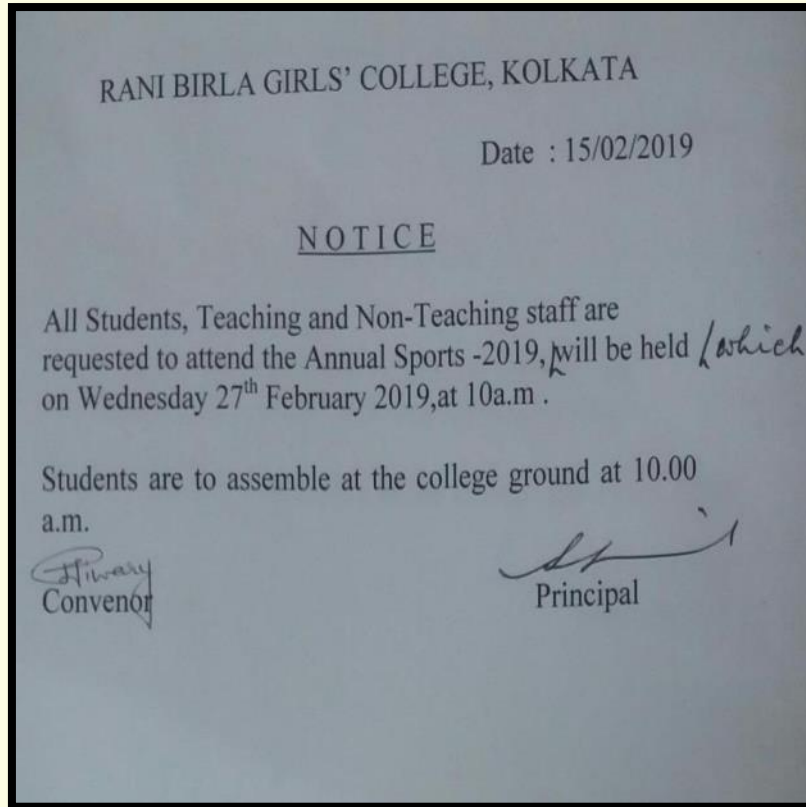 RANI BIRLA GIRLS' COLLEGE, KOLKATA
Date : 15/02/2019
NOTICE
All Students, Teaching and Non-Teaching staff are
requested to attend the Annual Sports -2019, will be held / which
on Wednesday 27th February 2019,at 10a.m .
Students are to assemble at the college ground at 10.00
a.m.
Convenor
Principal